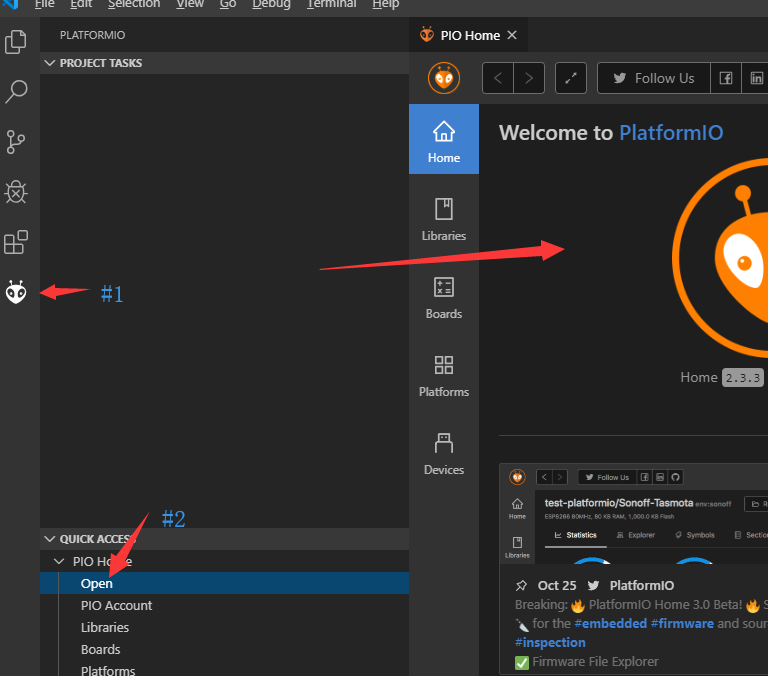 File Edit Selection View Go Debug Terminal Help
PLATFORMIO
PIO Home
PROJECT TASKS
Follow Us
Home
Welcome to PlatformIO
Libraries
#1
Boards
Platforms
Home 2.3.3
Devices
#2
QUICK ACCESS
PIO Home
Open
PIO Account
Libraries
Boards
Platforms
Follow Us
Home
test-platformio/Sonoff-Tasmota env:sonoff
ESP8266 80MHz, 80 KB RAM, 1,000.0 KB Flash
Libraries
Statistics Explorer Symbols
Oct 25 PlatformIO
Breaking: PlatformIO Home 3.0 Beta!
for the #embedded #firmware and
#inspection
Firmware File Explorer